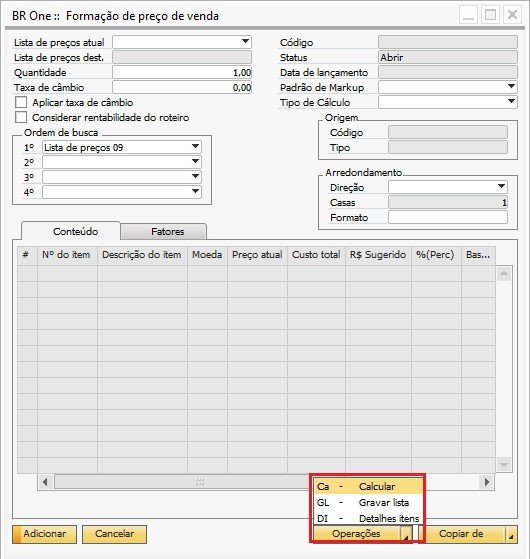 BR One :: Formação de preço de venda
Lista de preços atual
Lista de preços dest.
Quantidade 1,00
Taxa de câmbio 0,00
Aplicar taxa de câmbio
Considerar rentabilidade do roteiro
Ordem de busca
1º Lista de preços 09
2º
3º
4º
Código
Status Abrir
Data de lançamento
Padrão de Markup
Tipo de Cálculo
Origem
Código
Tipo
Arredondamento
Direção
Casas 1
Formato
Conteúdo Fatores
# Nº do item Descrição do item Moeda Preço atual Custo total R$ Sugerido %(Perc) Bas...
Ca - Calcular
GL - Gravar lista
DI - Detalhes itens
Adicionar Cancelar Operações Copiar de